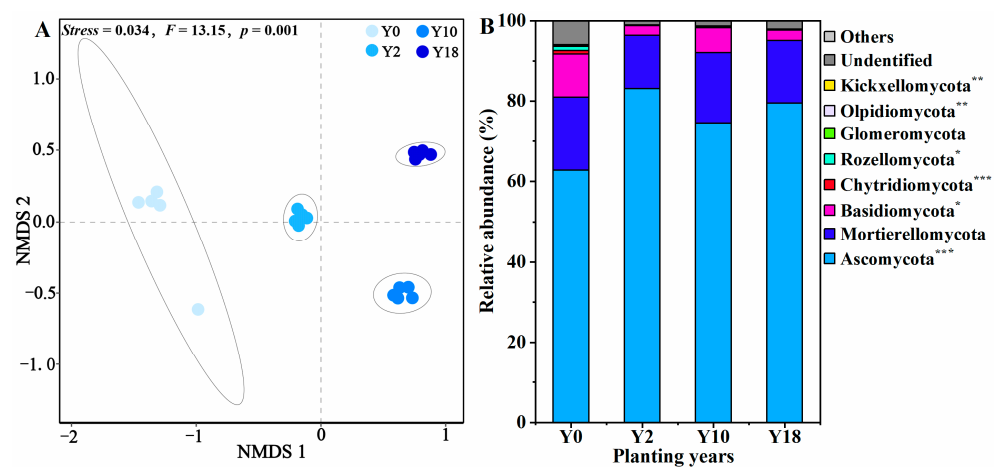 A
Stress = 0.034, F = 13.15, p = 0.001
Y0
Y10
Y2
Y18
1.0
0.5
0.0
−0.5
−1.0
NMDS 2
−2
−1
0
1
NMDS 1
B
100
80
60
40
20
0
Relative abundance (%)
Y0
Y2
Y10
Y18
Planting years
Others
Undentified
Kickxellomycota**
Olpidiomycota**
Glomeromycota
Rozellomycota*
Chytridiomycota***
Basidiomycota*
Mortierellomycota
Ascomycota***